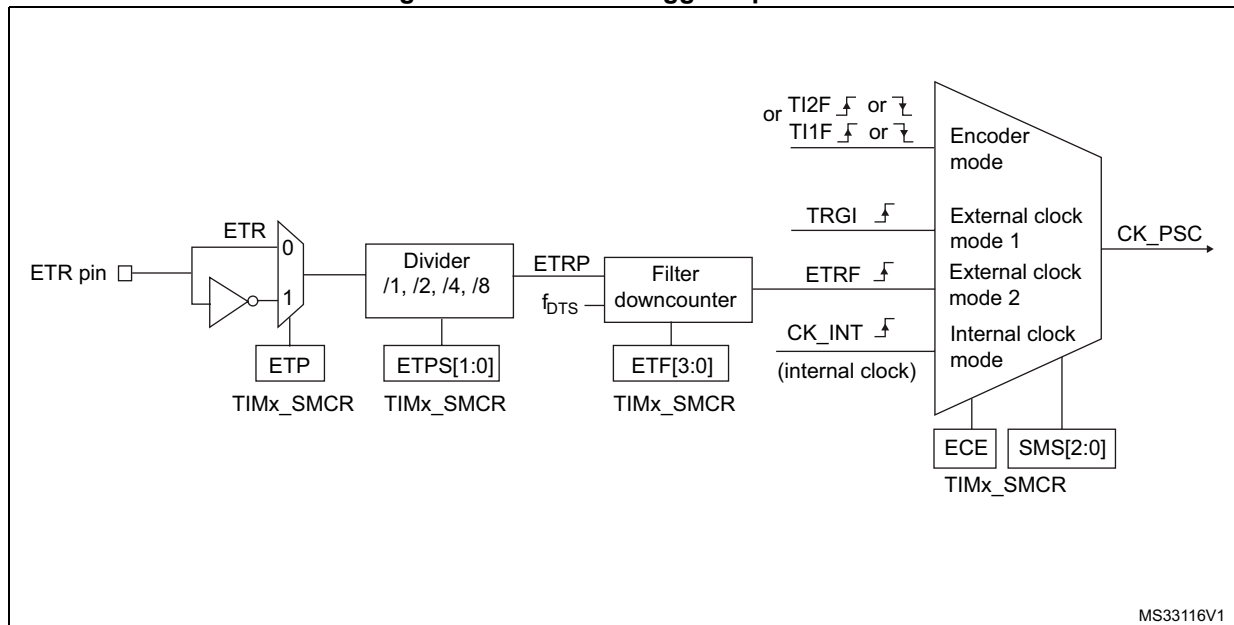 or TI2F or
TI1F or
Encoder
mode
TRGI
External clock
mode 1
CK_PSC
ETR
0
ETR pin
1
Divider
/1, /2, /4, /8
ETRP
fDTS
Filter
downcounter
ETRF
External clock
mode 2
CK_INT
(internal clock)
Internal clock
mode
ETP
TIMx_SMCR
ETPS[1:0]
TIMx_SMCR
ETF[3:0]
TIMx_SMCR
ECE
SMS[2:0]
TIMx_SMCR
MS33116V1